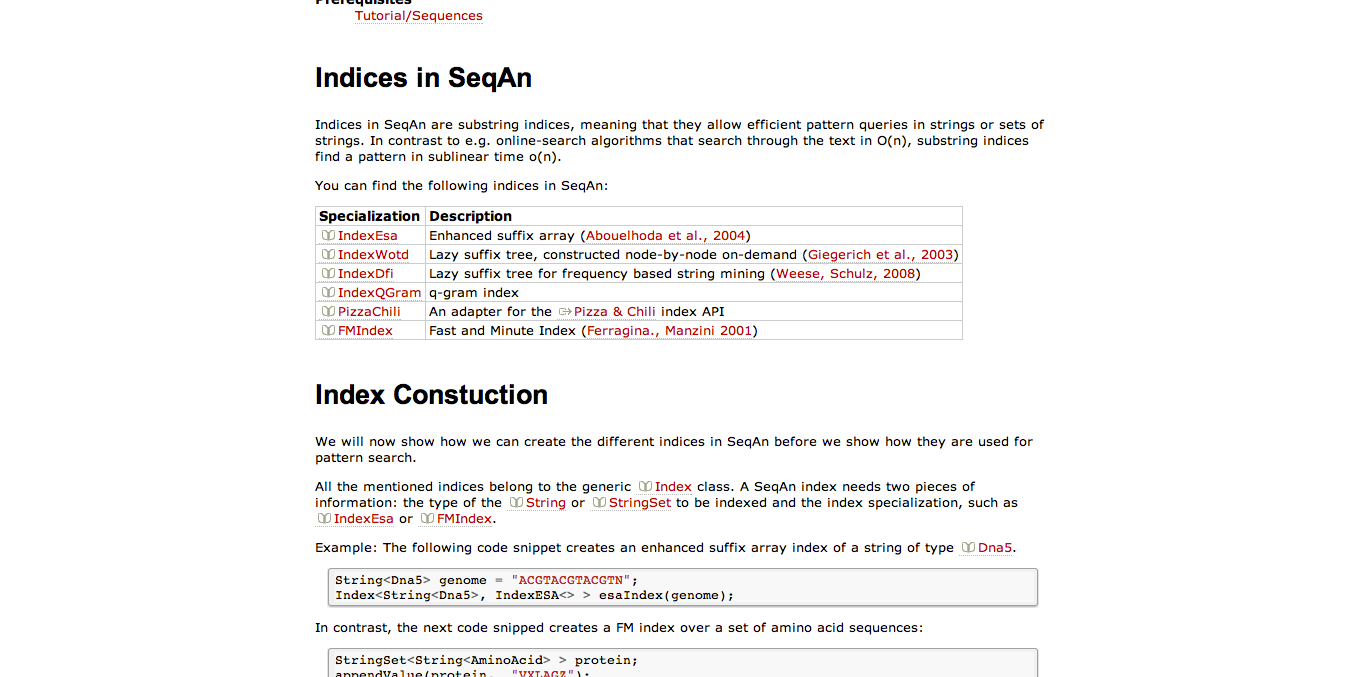 Prerequisites
Tutorial/Sequences
Indices in SeqAn
Indices in SeqAn are substring indices, meaning that they allow efficient pattern queries in strings or sets of
strings. In contrast to e.g. online-search algorithms that search through the text in O(n), substring indices
find a pattern in sublinear time o(n).
You can find the following indices in SeqAn:
Specialization Description
IndexEsa Enhanced suffix array (Abouelhoda et al., 2004)
IndexWotd Lazy suffix tree, constructed node-by-node on-demand (Giegerich et al., 2003)
IndexDfi Lazy suffix tree for frequency based string mining (Weese, Schulz, 2008)
IndexQGram q-gram index
PizzaChili An adapter for the Pizza & Chili index API
FMIndex Fast and Minute Index (Ferragina., Manzini 2001)
Index Constuction
We will now show how we can create the different indices in SeqAn before we show how they are used for
pattern search.
All the mentioned indices belong to the generic Index class. A SeqAn index needs two pieces of
information: the type of the String or StringSet to be indexed and the index specialization, such as
IndexEsa or FMIndex.
Example: The following code snippet creates an enhanced suffix array index of a string of type Dna5.
String<Dna5> genome = "ACGTACGTACGTN";
Index<String<Dna5>, IndexESA<> > esaIndex(genome);
In contrast, the next code snipped creates a FM index over a set of amino acid sequences:
StringSet<String<AminoAcid> > protein;
appendValue(protein, "VXLAGZ");